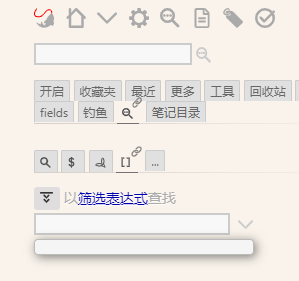 开启 收藏夹 最近 更多 工具 回收站
fields 钓鱼 笔记目录
$ [] ...
以筛选表达式查找